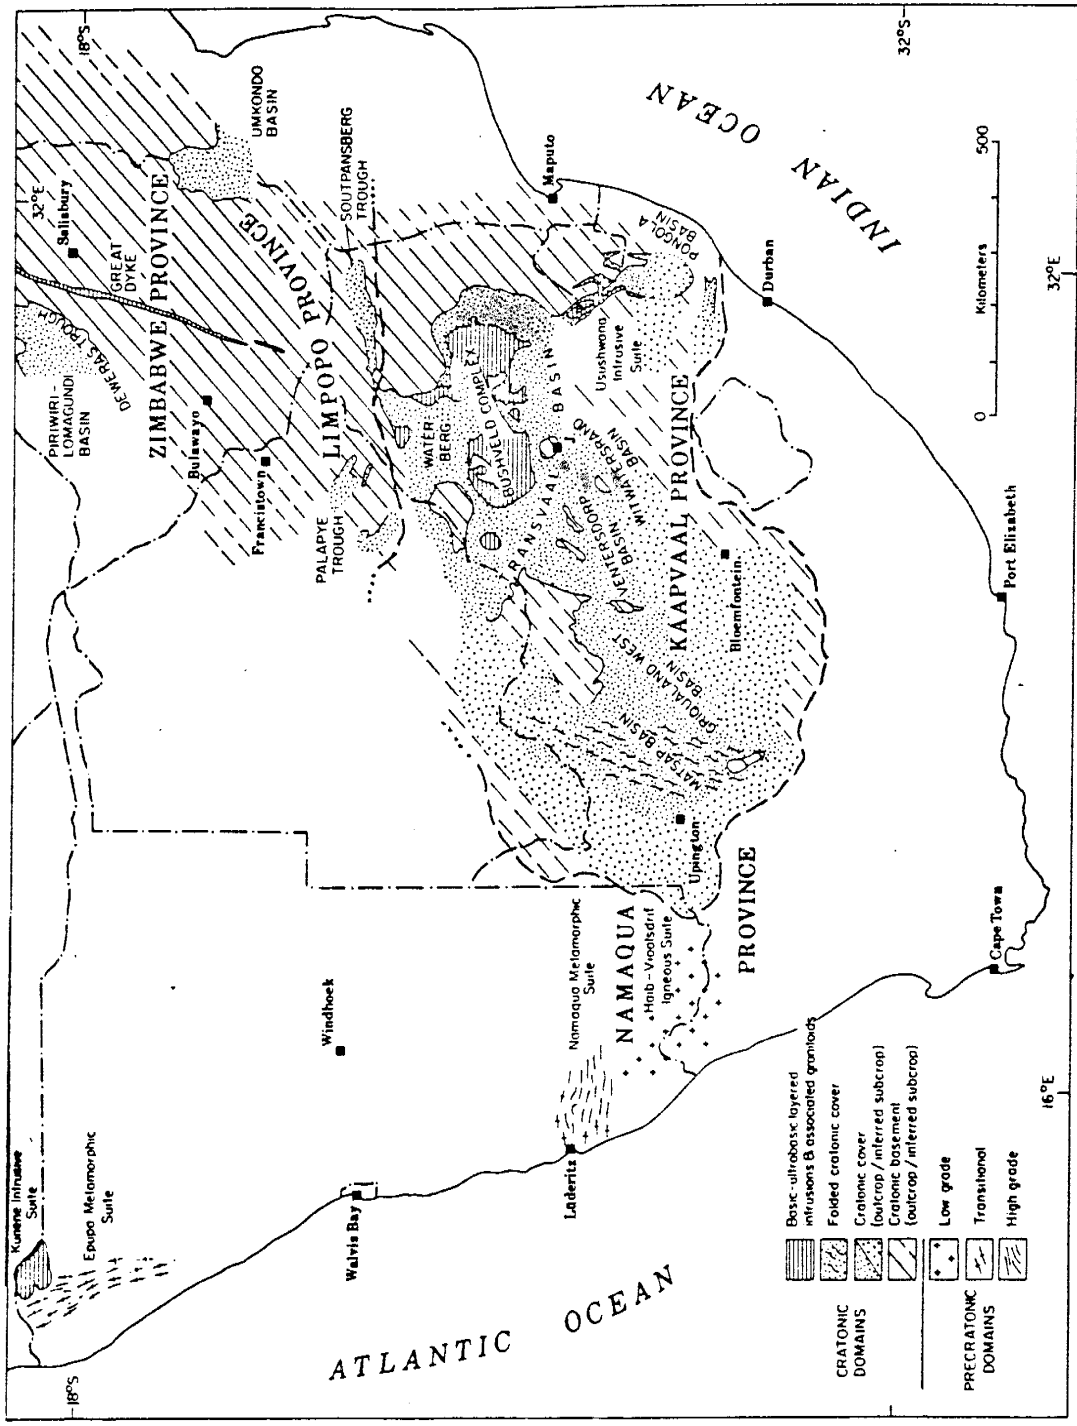 18°S
32°E
Salisbury
ZIMBABWE PROVINCE
GREAT
DYKE
DEWERAS TROUGH
PIRIWIRI-
LOMAGUNDI
BASIN
Bulawayo
Francistown
UMKONDO
BASIN
LIMPOPO PROVINCE
SOUTPANSBERG
TROUGH
PALAPYE
TROUGH
WATER-
BERG
BUSHVELD COMPLEX
TRANSVAAL BASIN
J.
VENTERSDORP
BASIN
WITWATERSRAND
BASIN
Usushwana
Intrusive
Suite
PONGOLA
BASIN
Maputo
KAAPVAAL PROVINCE
Bloemfontein
GRIQUALAND WEST
BASIN
MATSAP BASIN
Upington
Durban
INDIAN OCEAN
32°S
32°E
Kilometers
0
500
Port Elizabeth
Cape Town
NAMAQUA
PROVINCE
Haib-Vioolsdrif
Igneous Suite
Namaqua Metamorphic
Suite
Windhoek
Lüderitz
Walvis Bay
Kunene Intrusive
Suite
Epupa Metamorphic
Suite
18°S
16°E
ATLANTIC OCEAN
CRATONIC
DOMAINS
Basic-ultrabasic layered
intrusions & associated granitoids
Folded cratonic cover
Cratonic cover
(outcrop/inferred subcrop)
Cratonic basement
(outcrop/inferred subcrop)
PRECRATONIC
DOMAINS
Low grade
Transitional
High grade